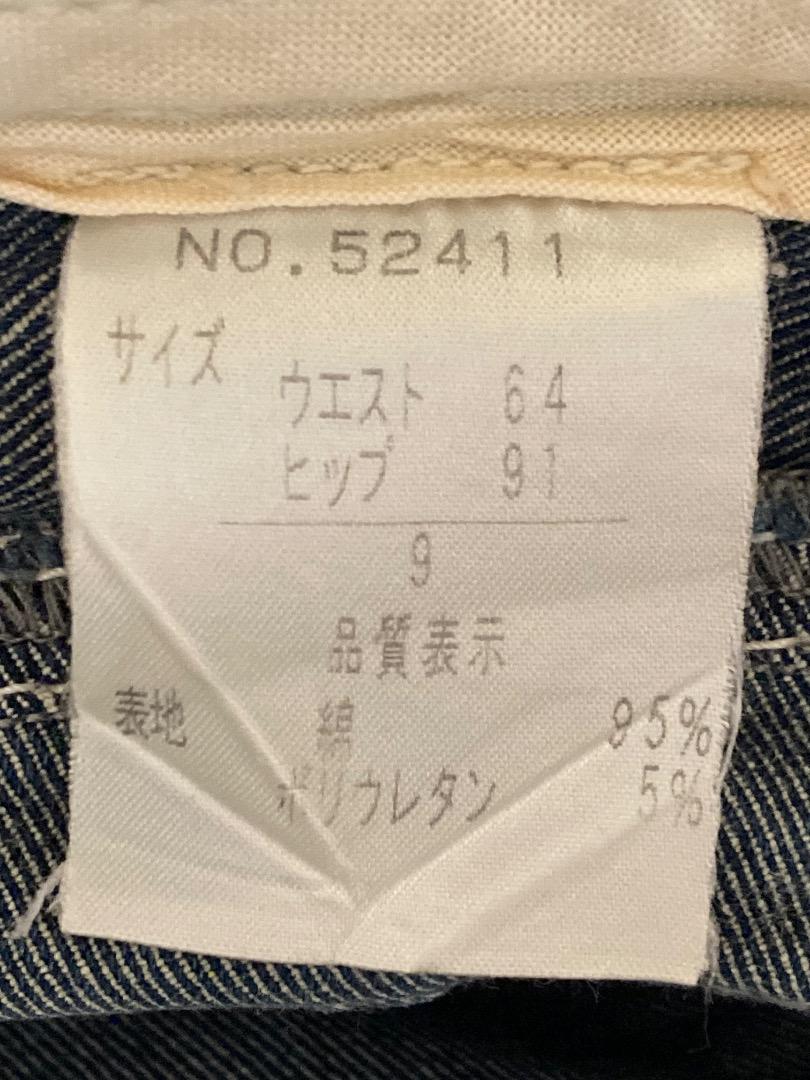 NO.52411
サイズ
ウエスト 64
ヒップ 91
9
品質表示
表地 綿 95%
ポリウレタン 5%